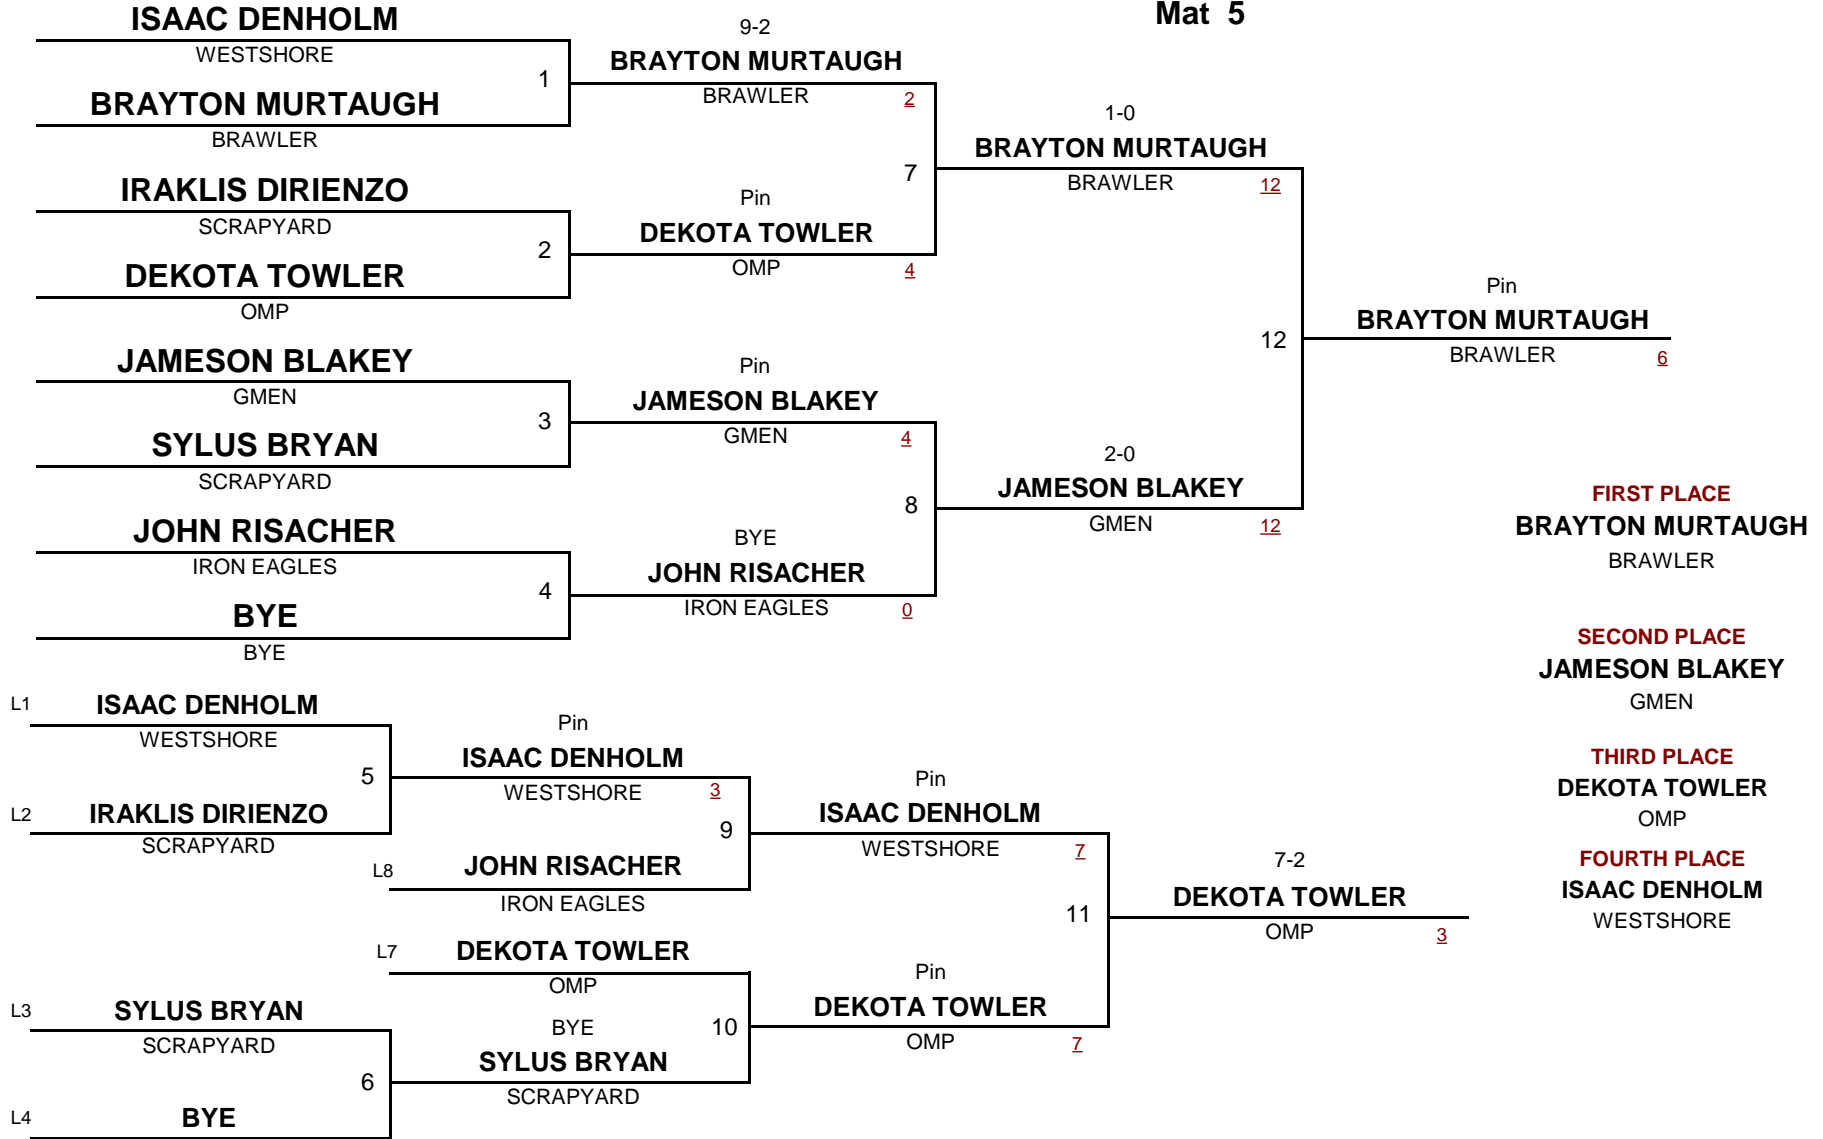 Mat 5
ISAAC DENHOLM
WESTSHORE
1
BRAYTON MURTAUGH
BRAWLER
IRAKLIS DIRIENZO
SCRAPYARD
2
DEKOTA TOWLER
OMP
JAMESON BLAKEY
GMEN
3
SYLUS BRYAN
SCRAPYARD
JOHN RISACHER
IRON EAGLES
4
BYE
BYE
9-2
BRAYTON MURTAUGH
BRAWLER 2
7
Pin
DEKOTA TOWLER
OMP 4
Pin
JAMESON BLAKEY
GMEN 4
8
BYE
JOHN RISACHER
IRON EAGLES 0
1-0
BRAYTON MURTAUGH
BRAWLER 12
12
2-0
JAMESON BLAKEY
GMEN 12
Pin
BRAYTON MURTAUGH
BRAWLER 6
FIRST PLACE
BRAYTON MURTAUGH
BRAWLER
SECOND PLACE
JAMESON BLAKEY
GMEN
THIRD PLACE
DEKOTA TOWLER
OMP
FOURTH PLACE
ISAAC DENHOLM
WESTSHORE
L1 ISAAC DENHOLM
WESTSHORE
5
L2 IRAKLIS DIRIENZO
SCRAPYARD
L3 SYLUS BRYAN
SCRAPYARD
6
L4 BYE
Pin
ISAAC DENHOLM
WESTSHORE 3
9
L8 JOHN RISACHER
IRON EAGLES
L7 DEKOTA TOWLER
OMP
BYE 10
SYLUS BRYAN
SCRAPYARD
Pin
ISAAC DENHOLM
WESTSHORE 7
11
Pin
DEKOTA TOWLER
OMP 7
7-2
DEKOTA TOWLER
OMP 3